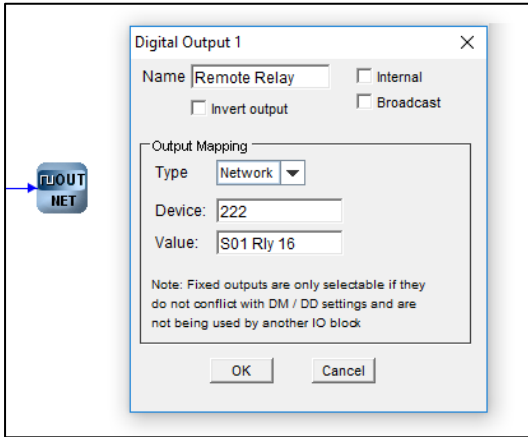 Digital Output 1
Name Remote Relay
Internal
Invert output
Broadcast
OUT
NET
Output Mapping
Type Network
Device: 222
Value: S01 Rly 16
Note: Fixed outputs are only selectable if they
do not conflict with DM / DD settings and are
not being used by another IO block
OK Cancel